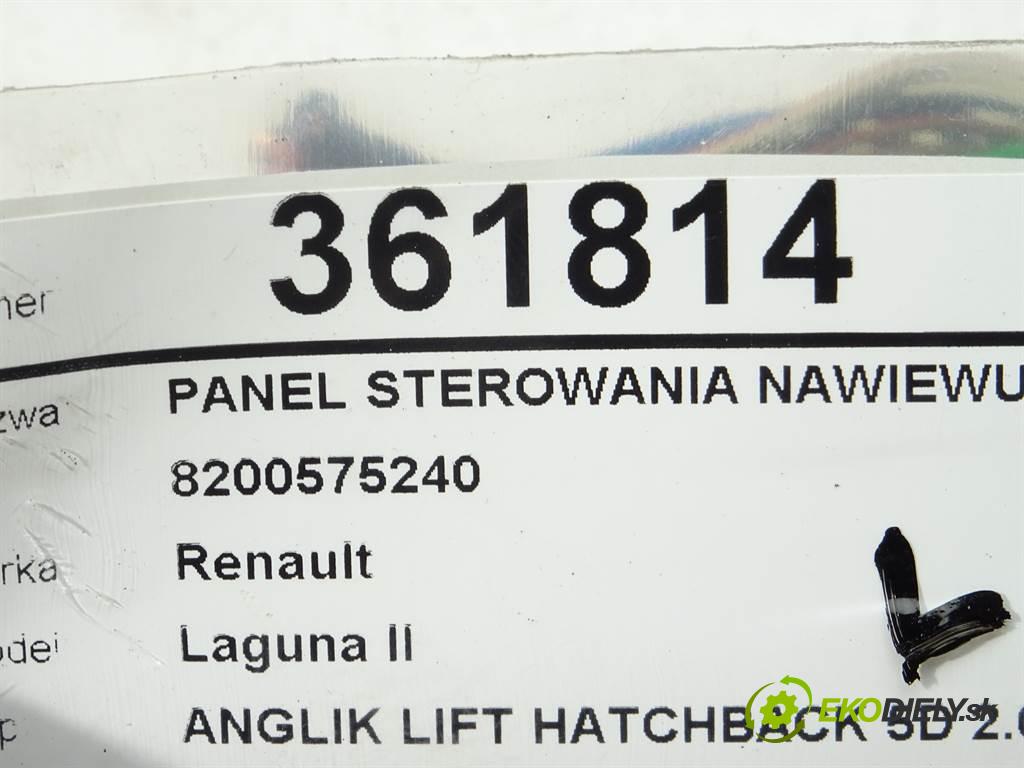 361814
mer
zwa PANEL STEROWANIA NAWIEWU
8200575240
rka Renault
odel Laguna II
p ANGLIK LIFT HATCHBACK 5D 2.0
EKODIELY.sk